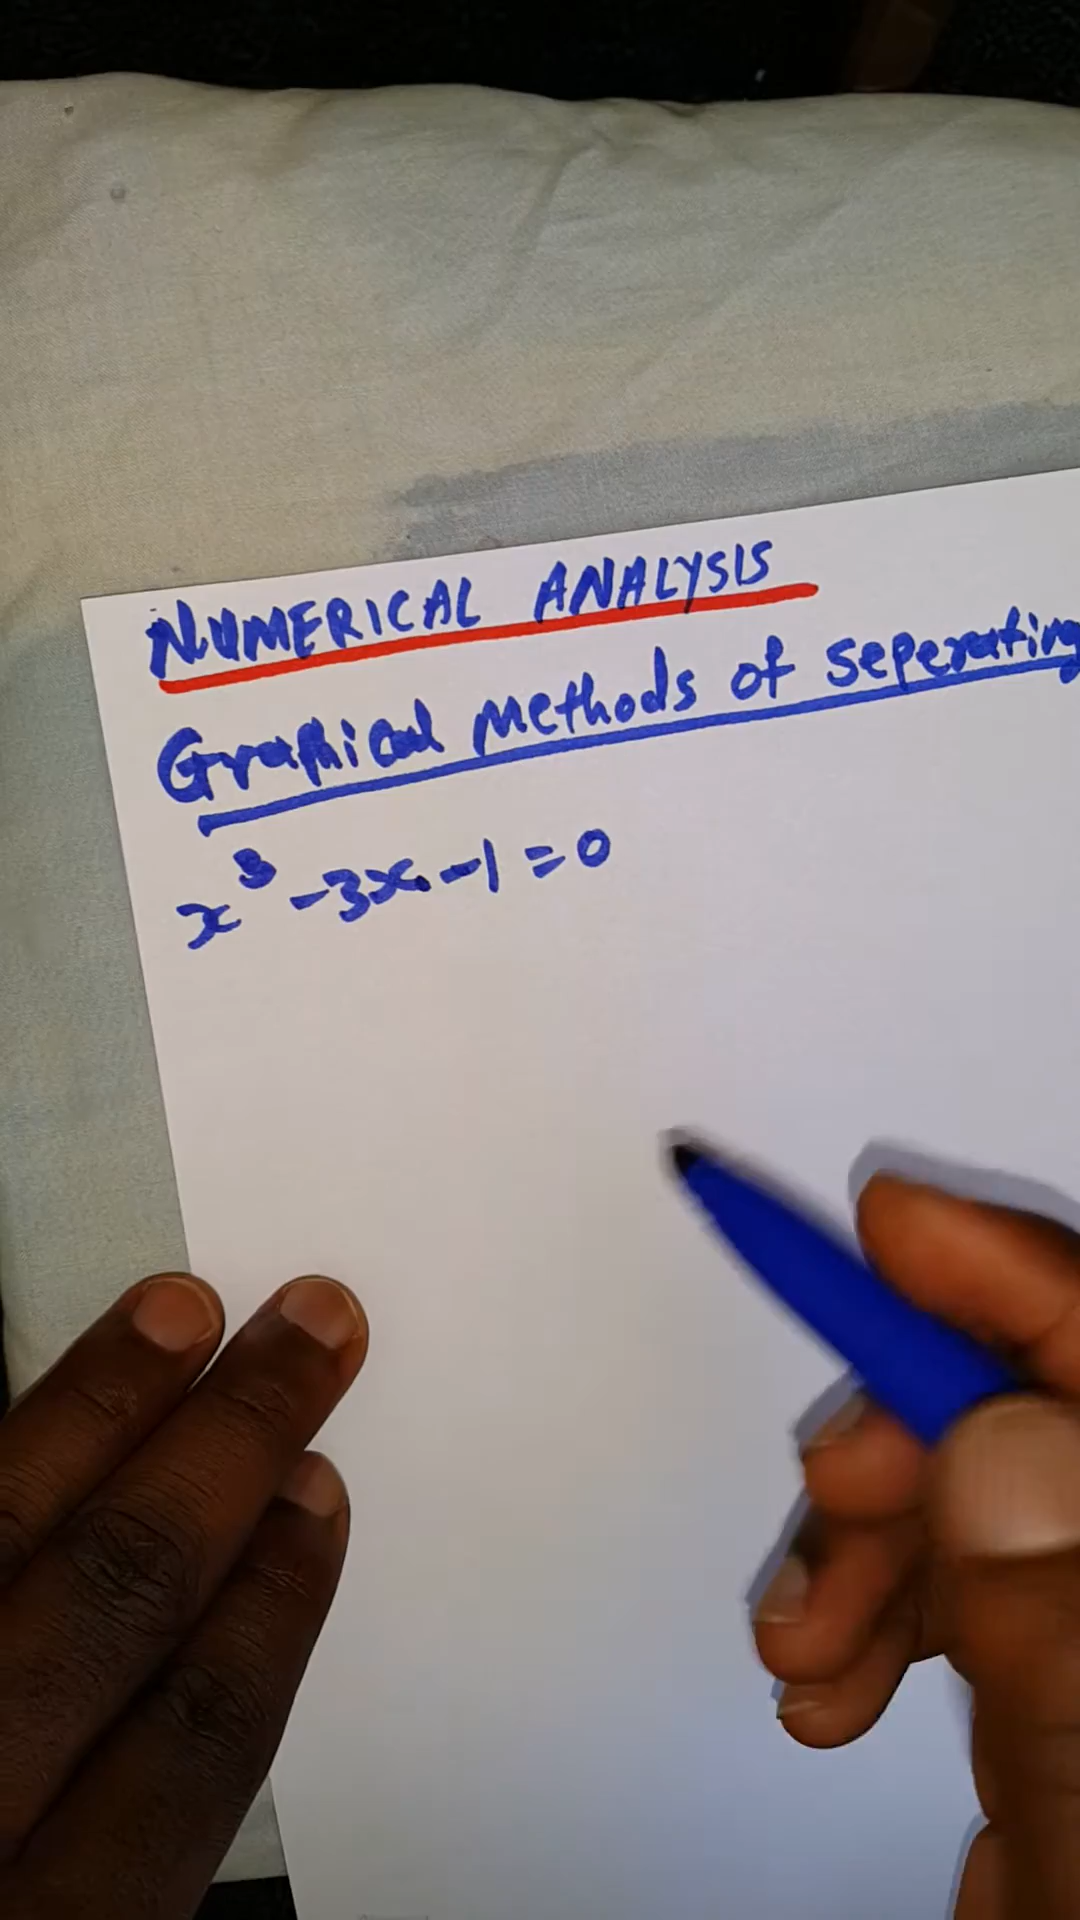 NUMERICAL ANALYSIS
Graphical methods of seperating
x³ -3x -1 = 0